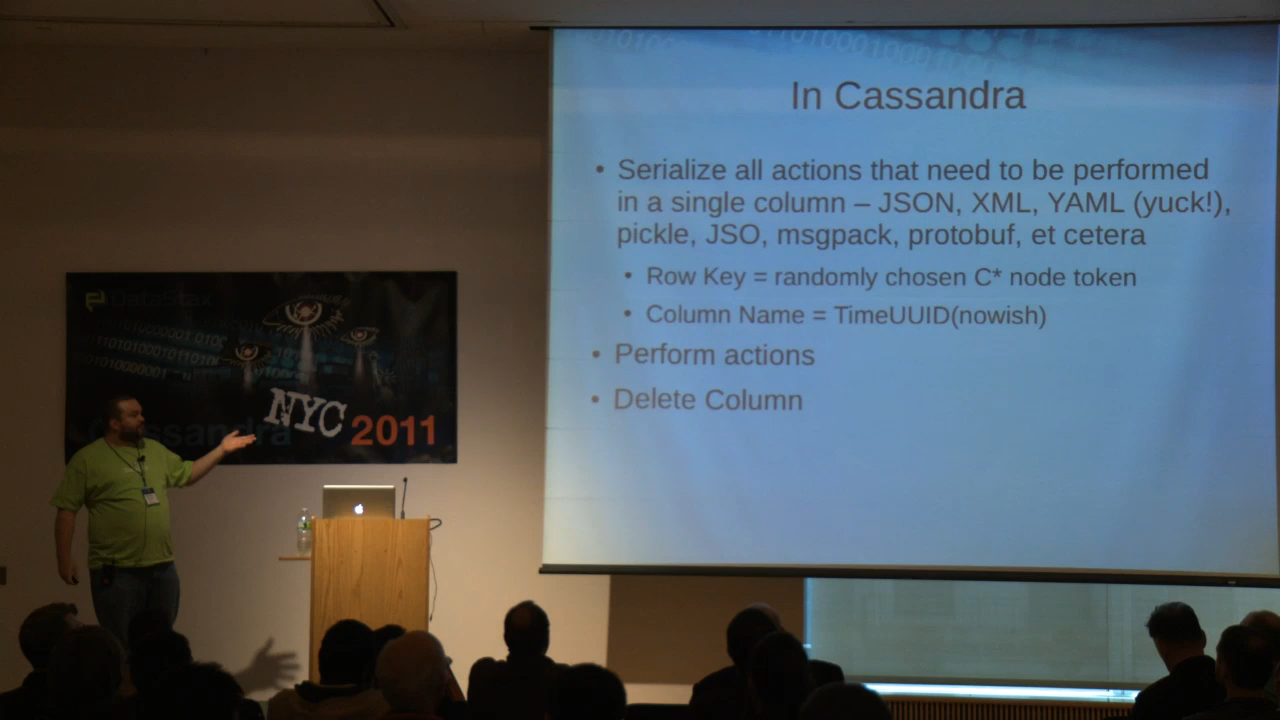 In Cassandra
• Serialize all actions that need to be performed
in a single column – JSON, XML, YAML (yuck!),
pickle, JSO, msgpack, protobuf, et cetera
• Row Key = randomly chosen C* node token
• Column Name = TimeUUID(nowish)
• Perform actions
• Delete Column
DataStax
NYC
2011